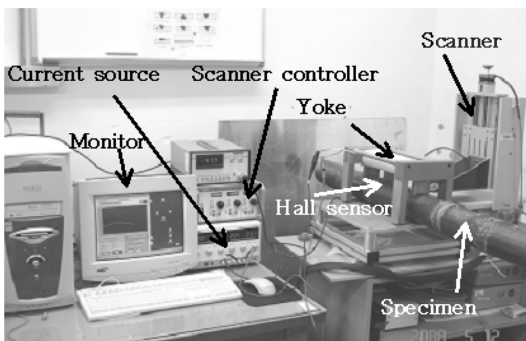 Scanner
Current source
Scanner controller
Yoke
Monitor
Hall sensor
Specimen
2008 5 12